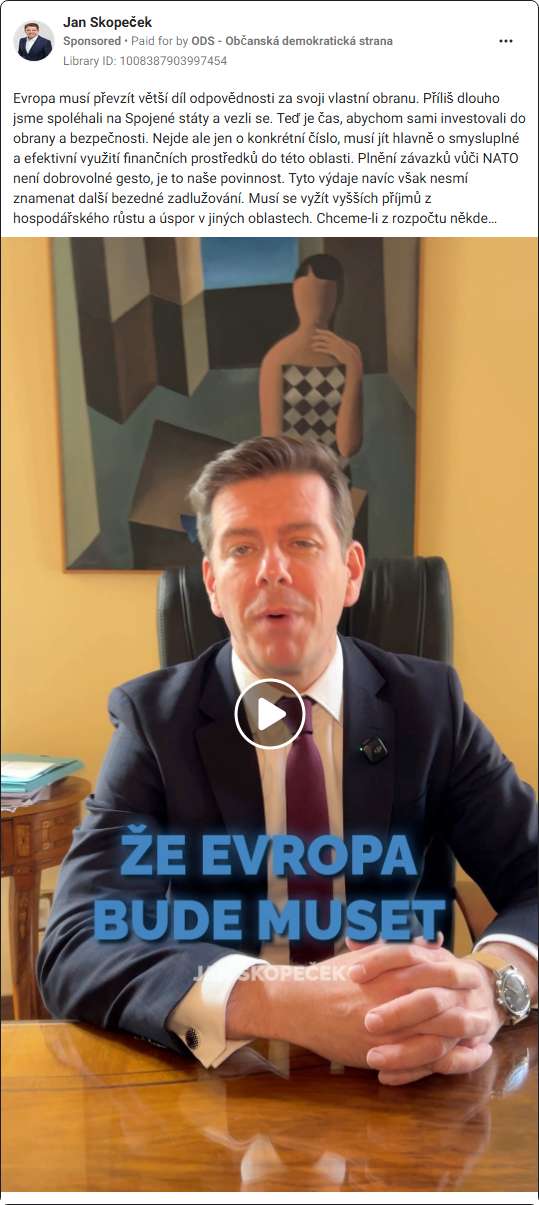 Jan Skopeček
Sponsored • Paid for by ODS - Občanská demokratická strana
Library ID: 1008387903997454
Evropa musí převzít větší díl odpovědnosti za svoji vlastní obranu. Příliš dlouho
jsme spoléhali na Spojené státy a vezli se. Teď je čas, abychom sami investovali do
obrany a bezpečnosti. Nejde ale jen o konkrétní číslo, musí jít hlavně o smysluplné
a efektivní využití finančních prostředků do této oblasti. Plnění závazků vůči NATO
není dobrovolné gesto, je to naše povinnost. Tyto výdaje navíc však nesmí
znamenat další bezedné zadlužování. Musí se využít vyšších příjmů z
hospodářského růstu a úspor v jiných oblastech. Chceme-li z rozpočtu někde…
ŽE EVROPA
BUDE MUSET
JAN SKOPEČEK